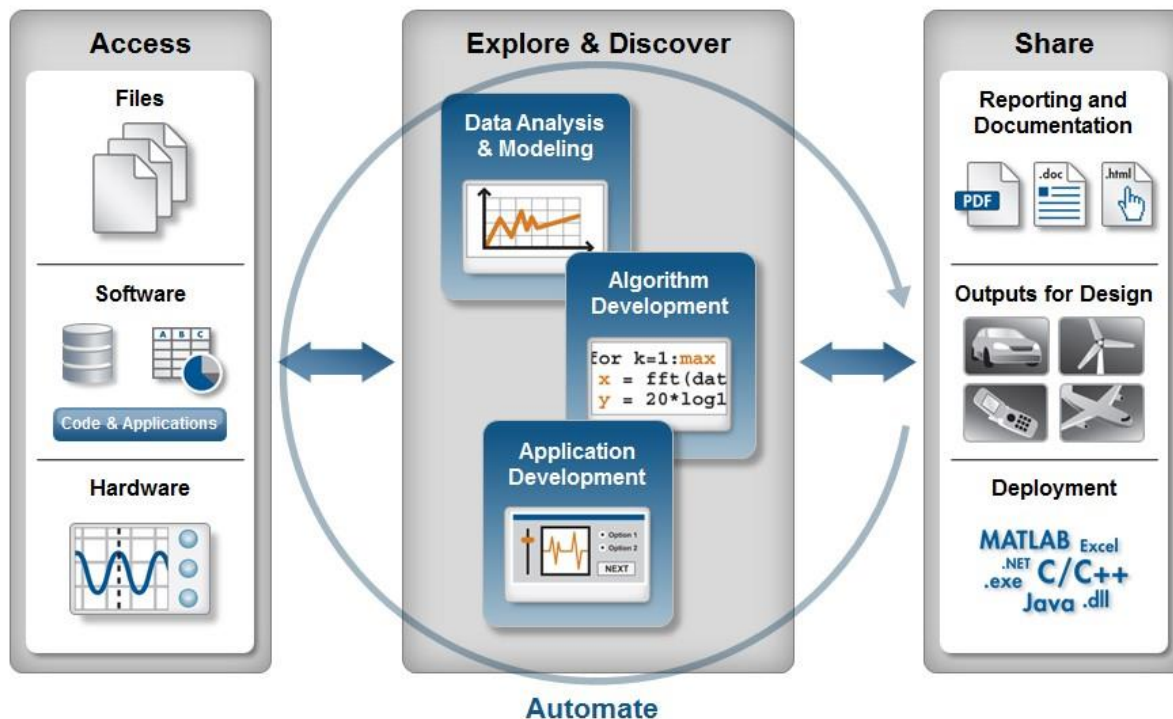 Access
Files
Software
A B C
Code & Applications
Hardware
Explore & Discover
Data Analysis
& Modeling
Algorithm
Development
for k=1:max
x = fft(dat
y = 20*log1
Application
Development
Option 1
Option 2
NEXT
Share
Reporting and
Documentation
PDF
.doc
.html
Outputs for Design
Deployment
MATLAB Excel
.NET C/C++
.exe
Java .dll
Automate